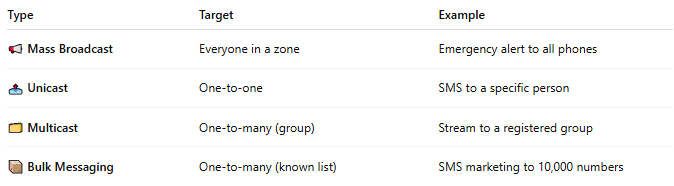 Type Target Example
Mass Broadcast Everyone in a zone Emergency alert to all phones
Unicast One-to-one SMS to a specific person
Multicast One-to-many (group) Stream to a registered group
Bulk Messaging One-to-many (known list) SMS marketing to 10,000 numbers